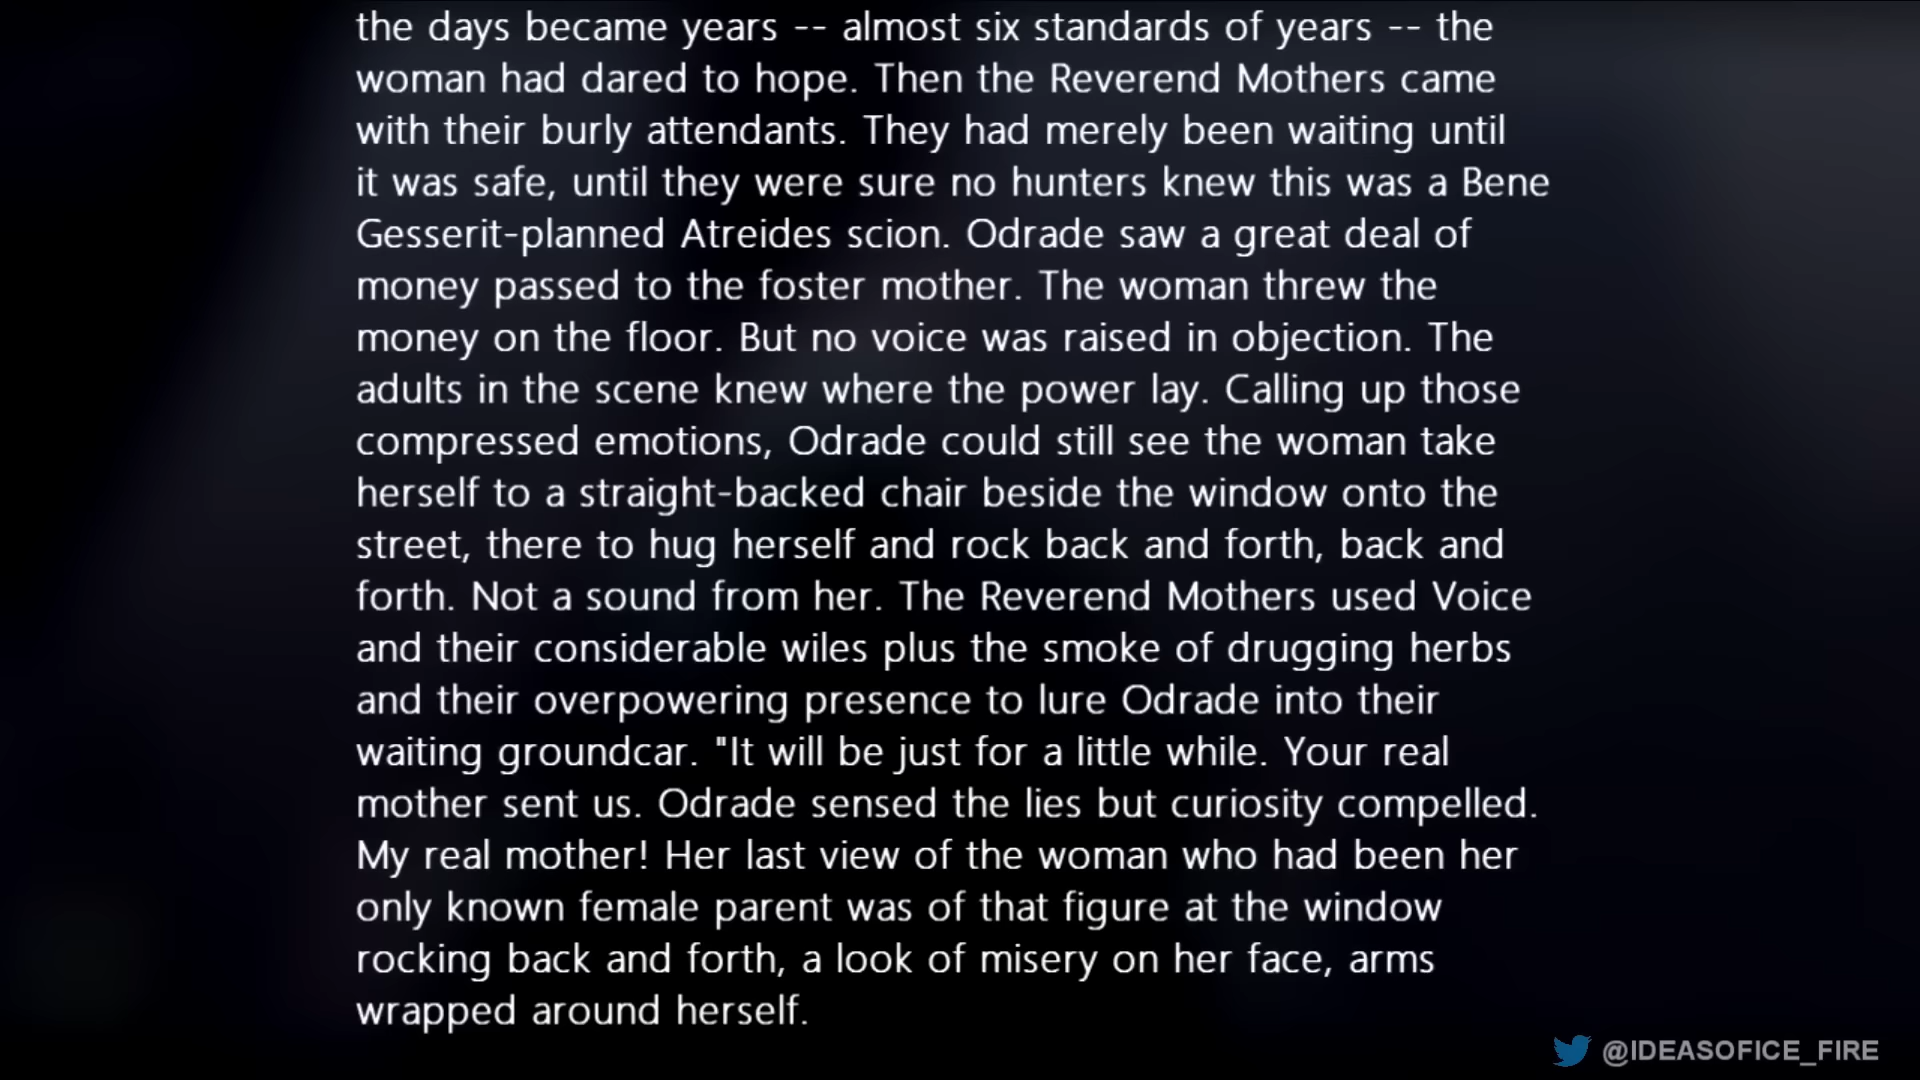 the days became years -- almost six standards of years -- the
woman had dared to hope. Then the Reverend Mothers came
with their burly attendants. They had merely been waiting until
it was safe, until they were sure no hunters knew this was a Bene
Gesserit-planned Atreides scion. Odrade saw a great deal of
money passed to the foster mother. The woman threw the
money on the floor. But no voice was raised in objection. The
adults in the scene knew where the power lay. Calling up those
compressed emotions, Odrade could still see the woman take
herself to a straight-backed chair beside the window onto the
street, there to hug herself and rock back and forth, back and
forth. Not a sound from her. The Reverend Mothers used Voice
and their considerable wiles plus the smoke of drugging herbs
and their overpowering presence to lure Odrade into their
waiting groundcar. "It will be just for a little while. Your real
mother sent us. Odrade sensed the lies but curiosity compelled.
My real mother! Her last view of the woman who had been her
only known female parent was of that figure at the window
rocking back and forth, a look of misery on her face, arms
wrapped around herself.
@IDEASOFICE_FIRE